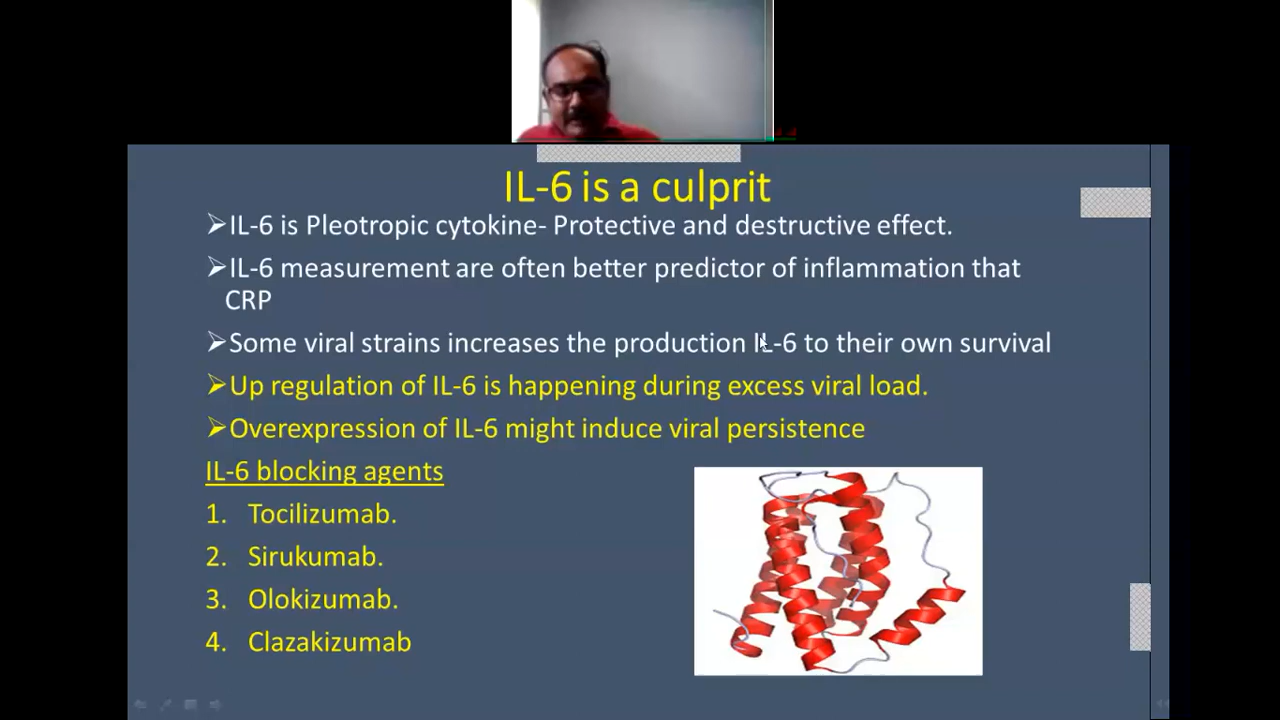 IL-6 is a culprit
➢IL-6 is Pleotropic cytokine- Protective and destructive effect.
➢IL-6 measurement are often better predictor of inflammation that
CRP
➢Some viral strains increases the production IL-6 to their own survival
➢Up regulation of IL-6 is happening during excess viral load.
➢Overexpression of IL-6 might induce viral persistence
IL-6 blocking agents
1. Tocilizumab.
2. Sirukumab.
3. Olokizumab.
4. Clazakizumab